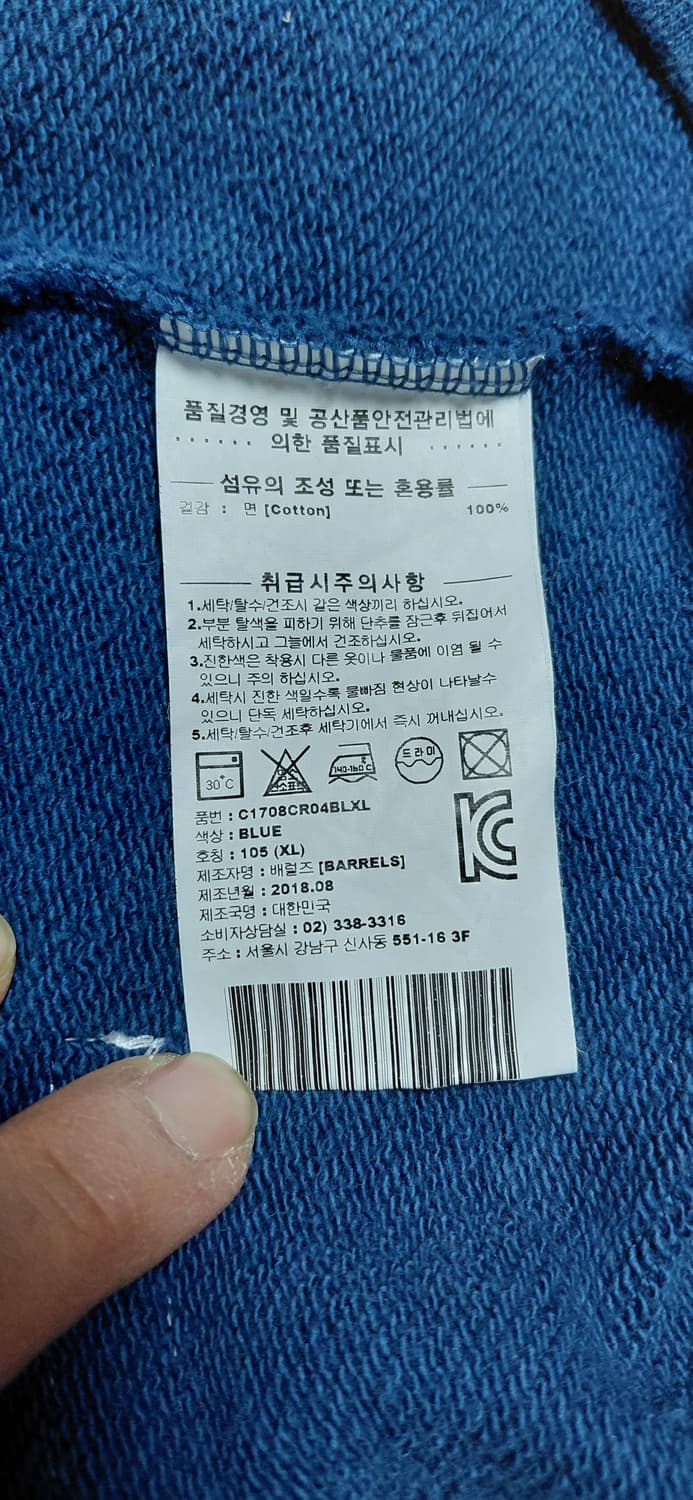 품질경영 및 공산품안전관리법에
의한 품질표시
섬유의 조성 또는 혼용률
겉감 : 면 [Cotton] 100%
취급시주의사항
1.세탁/탈수/건조시 같은 색상끼리 하십시오.
2.부분 탈색을 피하기 위해 단추를 잠근후 뒤집어서
세탁하시고 그늘에서 건조하십시오.
3.진한색은 착용시 다른 옷이나 물품에 이염 될 수
있으니 주의 하십시오.
4.세탁시 진한 색일수록 물빠짐 현상이 나타날수
있으니 단독 세탁하십시오.
5.세탁/탈수/건조후 세탁기에서 즉시 꺼내십시오.
30°C
140-160°C
드라이
품번 : C1708CR04BLXL
색상 : BLUE
호칭 : 105 (XL)
제조자명 : 배럴즈 [BARRELS]
제조년월 : 2018.08
제조국명 : 대한민국
소비자상담실 : 02) 338-3316
주소 : 서울시 강남구 신사동 551-16 3F